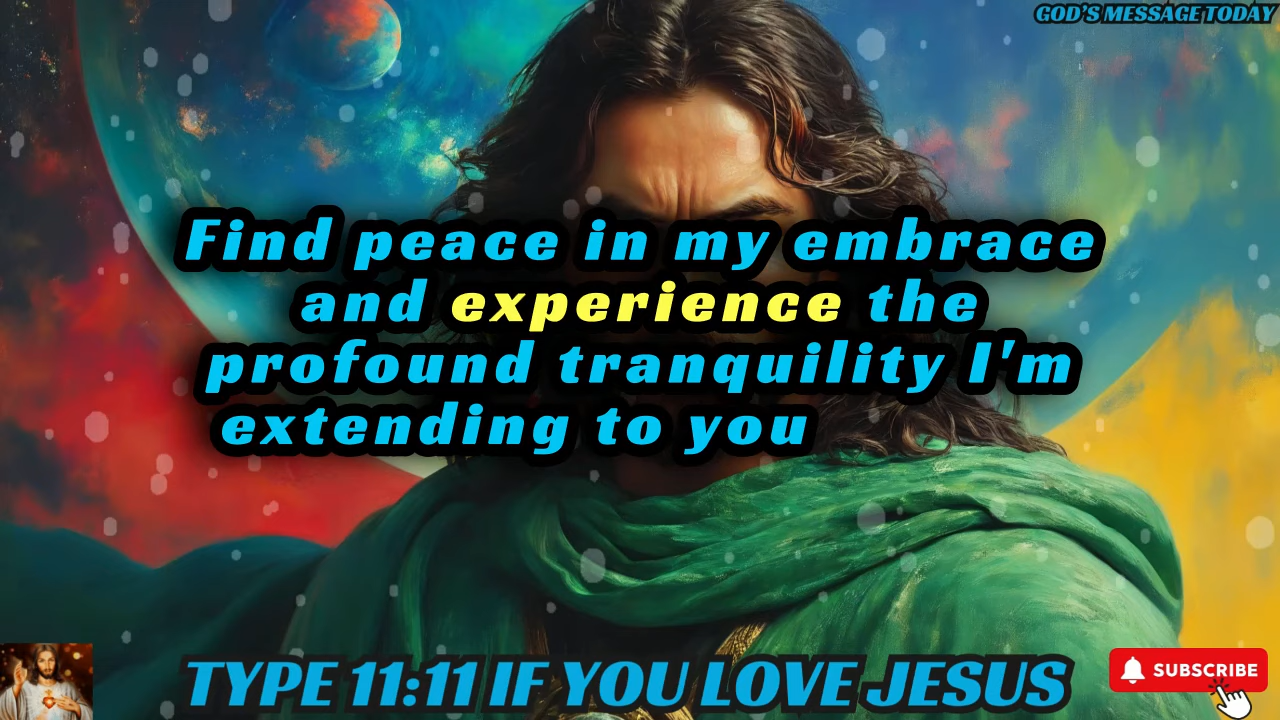 GOD'S MESSAGE TODAY
Find peace in my embrace
and experience the
profound tranquility I'm
extending to you
TYPE 11:11 IF YOU LOVE JESUS
SUBSCRIBE